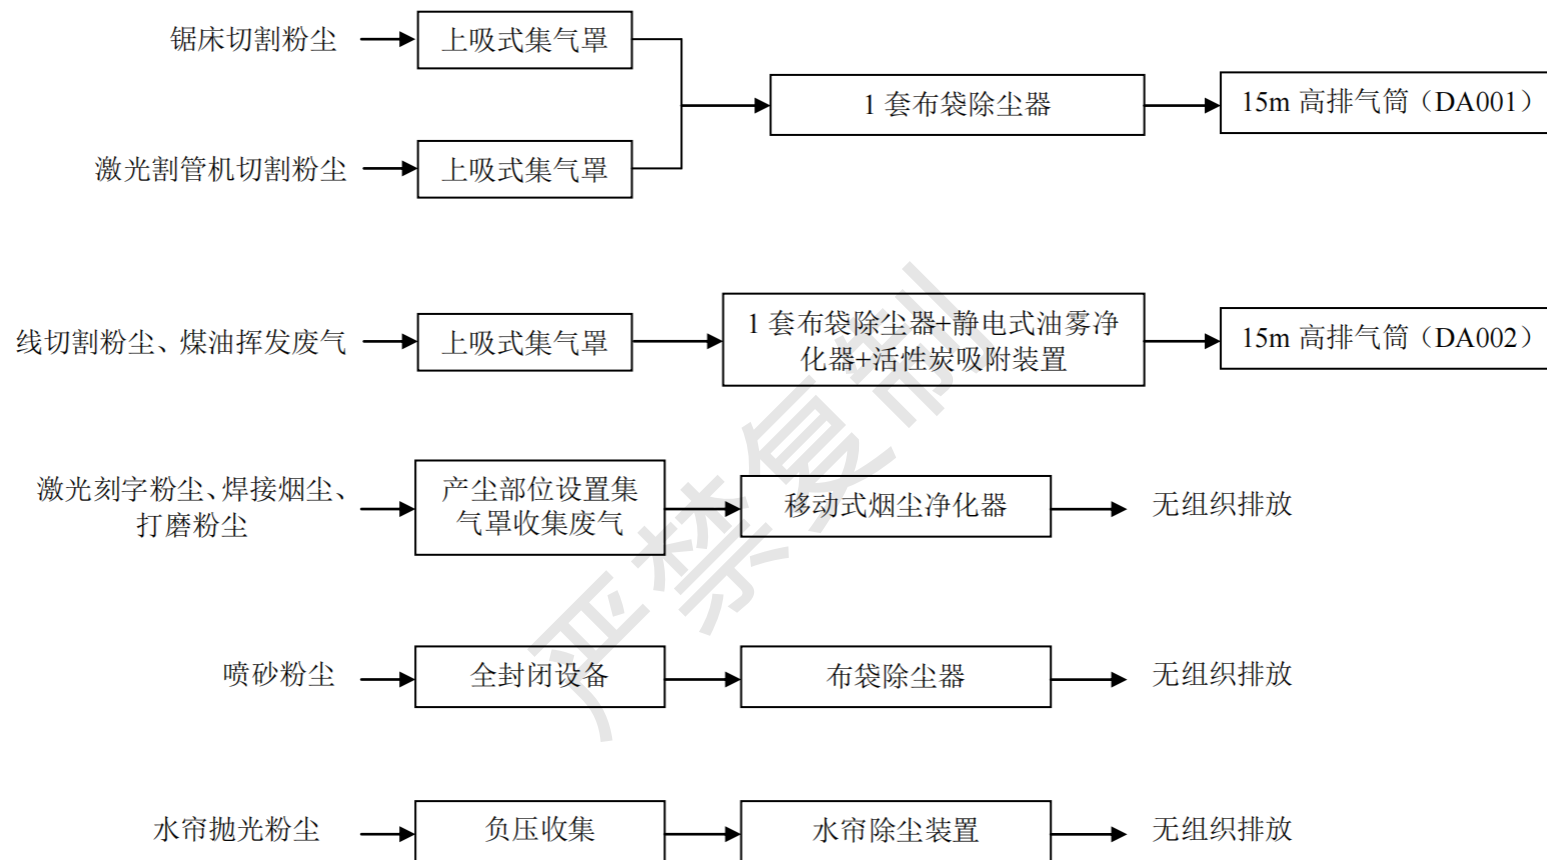 锯床切割粉尘
上吸式集气罩
1 套布袋除尘器
15m 高排气筒（DA001）
激光割管机切割粉尘
上吸式集气罩
线切割粉尘、煤油挥发废气
上吸式集气罩
1 套布袋除尘器+静电式油雾净
化器+活性炭吸附装置
15m 高排气筒（DA002）
激光刻字粉尘、焊接烟尘、
打磨粉尘
产尘部位设置集
气罩收集废气
移动式烟尘净化器
无组织排放
喷砂粉尘
全封闭设备
布袋除尘器
无组织排放
水帘抛光粉尘
负压收集
水帘除尘装置
无组织排放
严禁复制